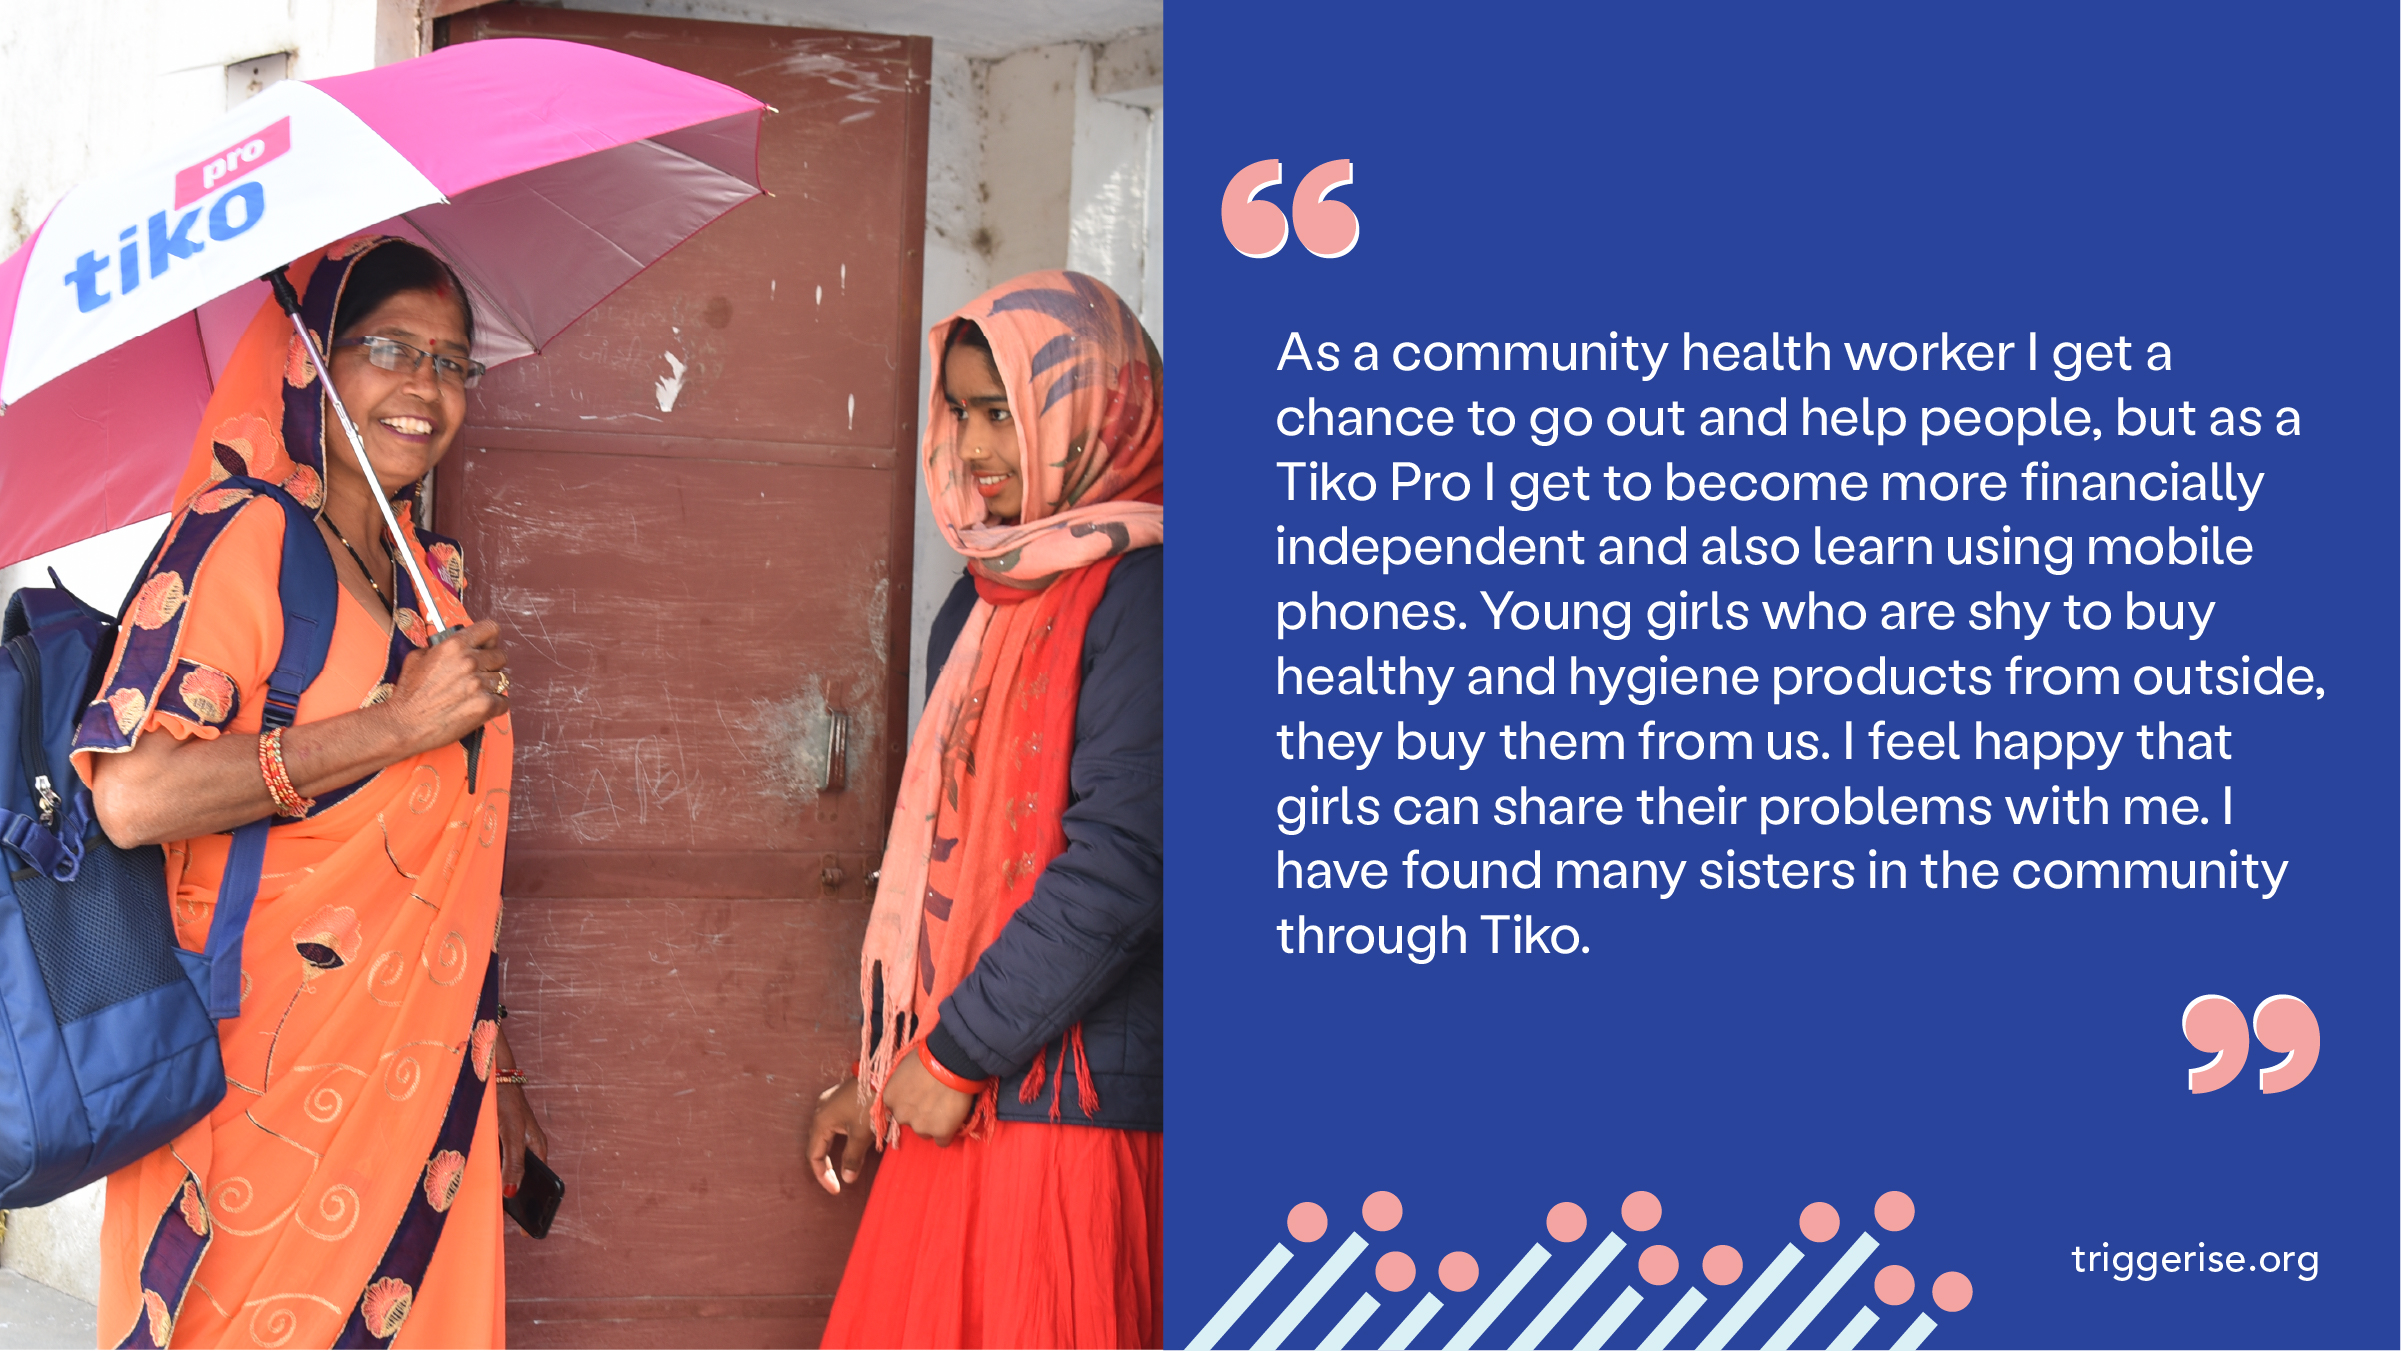 pro
tiko
As a community health worker I get a
chance to go out and help people, but as a
Tiko Pro I get to become more financially
independent and also learn using mobile
phones. Young girls who are shy to buy
healthy and hygiene products from outside,
they buy them from us. I feel happy that
girls can share their problems with me. I
have found many sisters in the community
through Tiko.
triggerise.org